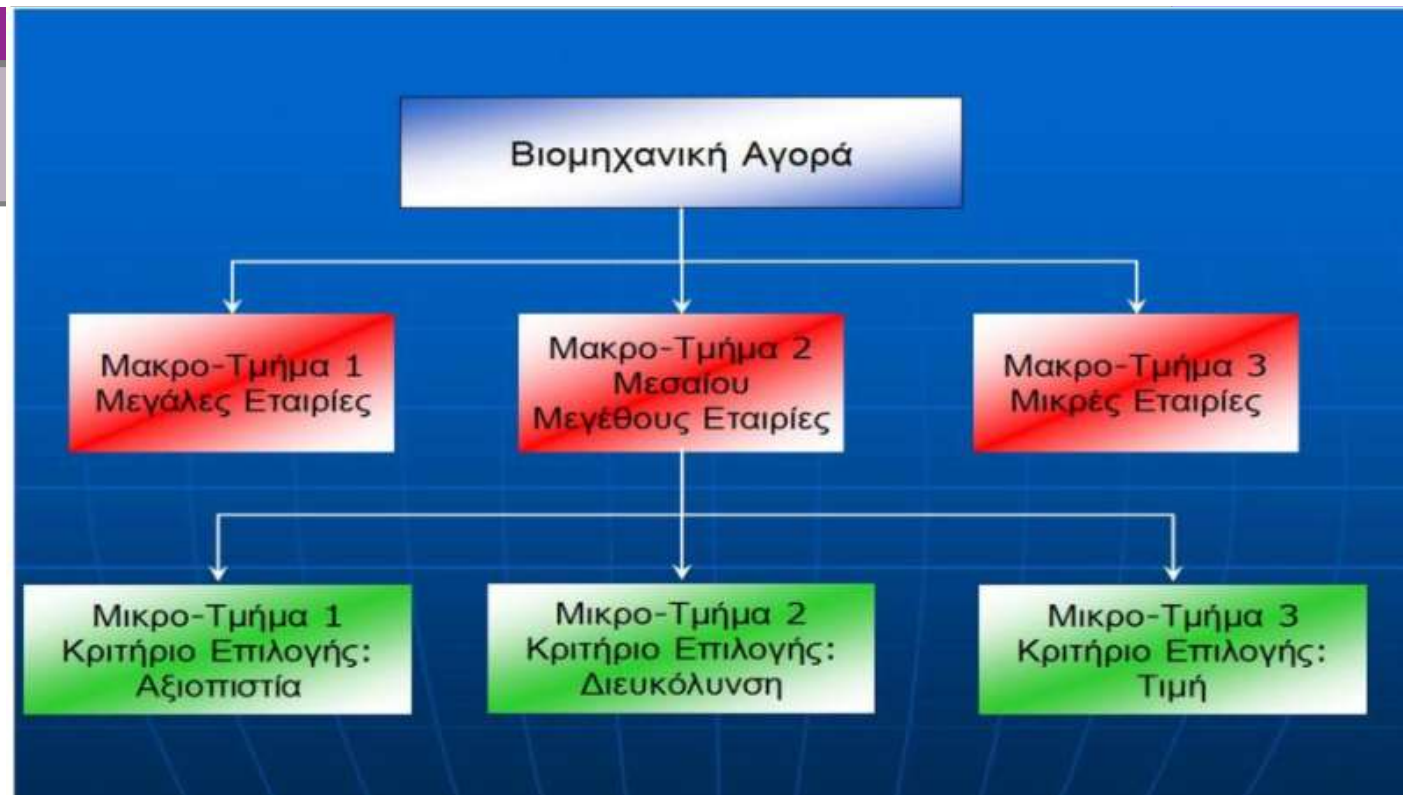 Βιομηχανική Αγορά
Μακρο-Τμήμα 1
Μεγάλες Εταιρίες
Μακρο-Τμήμα 2
Μεσαίου
Μεγέθους Εταιρίες
Μακρο-Τμήμα 3
Μικρές Εταιρίες
Μικρο-Τμήμα 1
Κριτήριο Επιλογής:
Αξιοπιστία
Μικρο-Τμήμα 2
Κριτήριο Επιλογής:
Διευκόλυνση
Μικρο-Τμήμα 3
Κριτήριο Επιλογής:
Τιμή